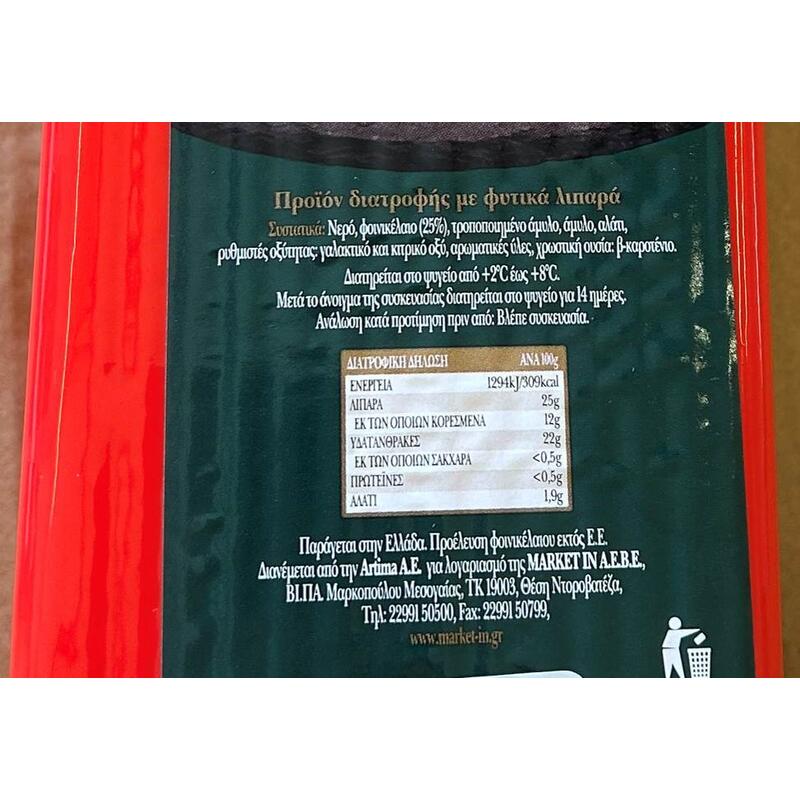 Προϊόν διατροφής με φυτικά λιπαρά
Συστατικά: Νερό, φοινικέλαιο (25%), τροποποιημένο άμυλο, άμυλο, αλάτι,
ρυθμιστές οξύτητας: γαλακτικό και κιτρικό οξύ, αρωματικές ύλες, χρωστική ουσία: β-καροτένιο.
Διατηρείται στο ψυγείο από +2°C έως +8°C.
Μετά το άνοιγμα της συσκευασίας διατηρείται στο ψυγείο για 14 ημέρες.
Ανάλωση κατά προτίμηση πριν από: Βλέπε συσκευασία.
ΔΙΑΤΡΟΦΙΚΗ ΔΗΛΩΣΗ ΑΝΑ 100g
ΕΝΕΡΓΕΙΑ 1294kJ/309kcal
ΛΙΠΑΡΑ 25g
ΕΚ ΤΩΝ ΟΠΟΙΩΝ ΚΟΡΕΣΜΕΝΑ 12g
ΥΔΑΤΑΝΘΡΑΚΕΣ 22g
ΕΚ ΤΩΝ ΟΠΟΙΩΝ ΣΑΚΧΑΡΑ <0,5g
ΠΡΩΤΕΪΝΕΣ <0,5g
ΑΛΑΤΙ 1,9g
Παράγεται στην Ελλάδα. Προέλευση φοινικέλαιου εκτός Ε.Ε.
Διανέμεται από την Artima A.E. για λογαριασμό της MARKET IN A.E.B.E.,
ΒΙ.ΠΑ. Μαρκοπούλου Μεσογαίας, ΤΚ 19003, Θέση Ντοροβατέζα,
Τηλ: 22991 50500, Fax: 22991 50799,
www.market-in.gr